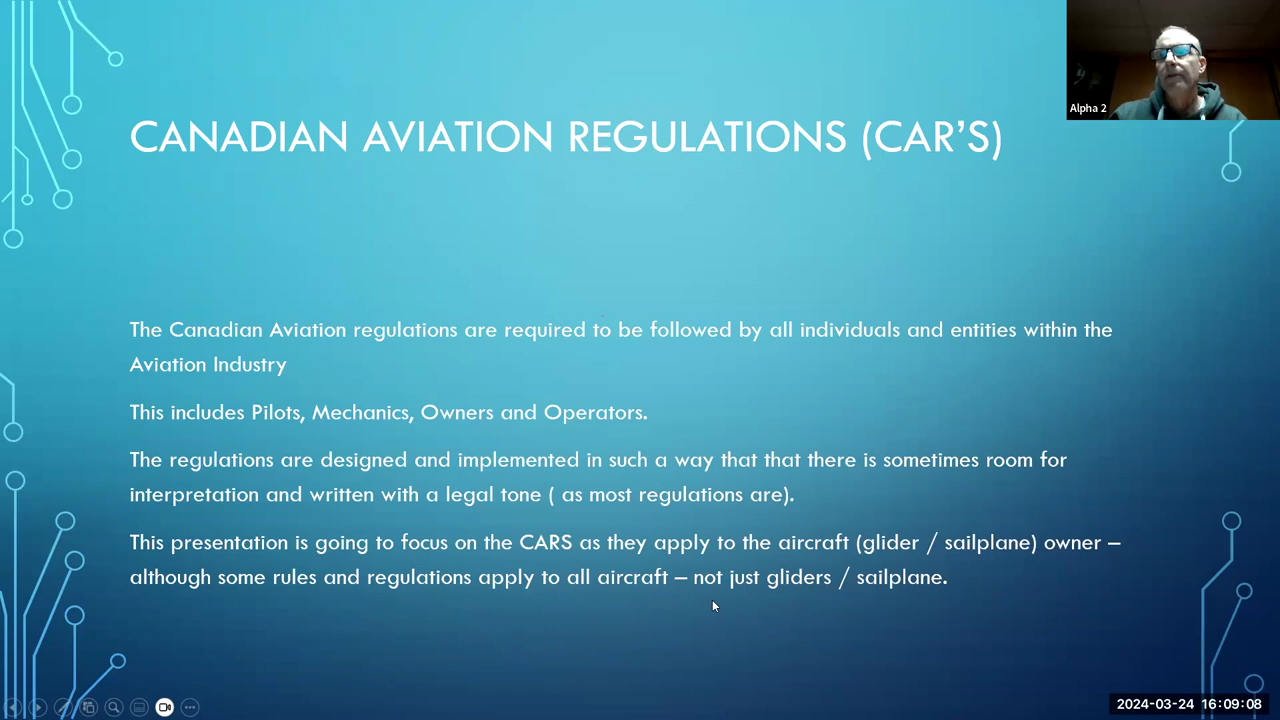 Alpha 2
CANADIAN AVIATION REGULATIONS (CAR’S)
The Canadian Aviation regulations are required to be followed by all individuals and entities within the
Aviation Industry
This includes Pilots, Mechanics, Owners and Operators.
The regulations are designed and implemented in such a way that that there is sometimes room for
interpretation and written with a legal tone ( as most regulations are).
This presentation is going to focus on the CARS as they apply to the aircraft (glider / sailplane) owner –
although some rules and regulations apply to all aircraft – not just gliders / sailplane.
2024-03-24 16:09:08